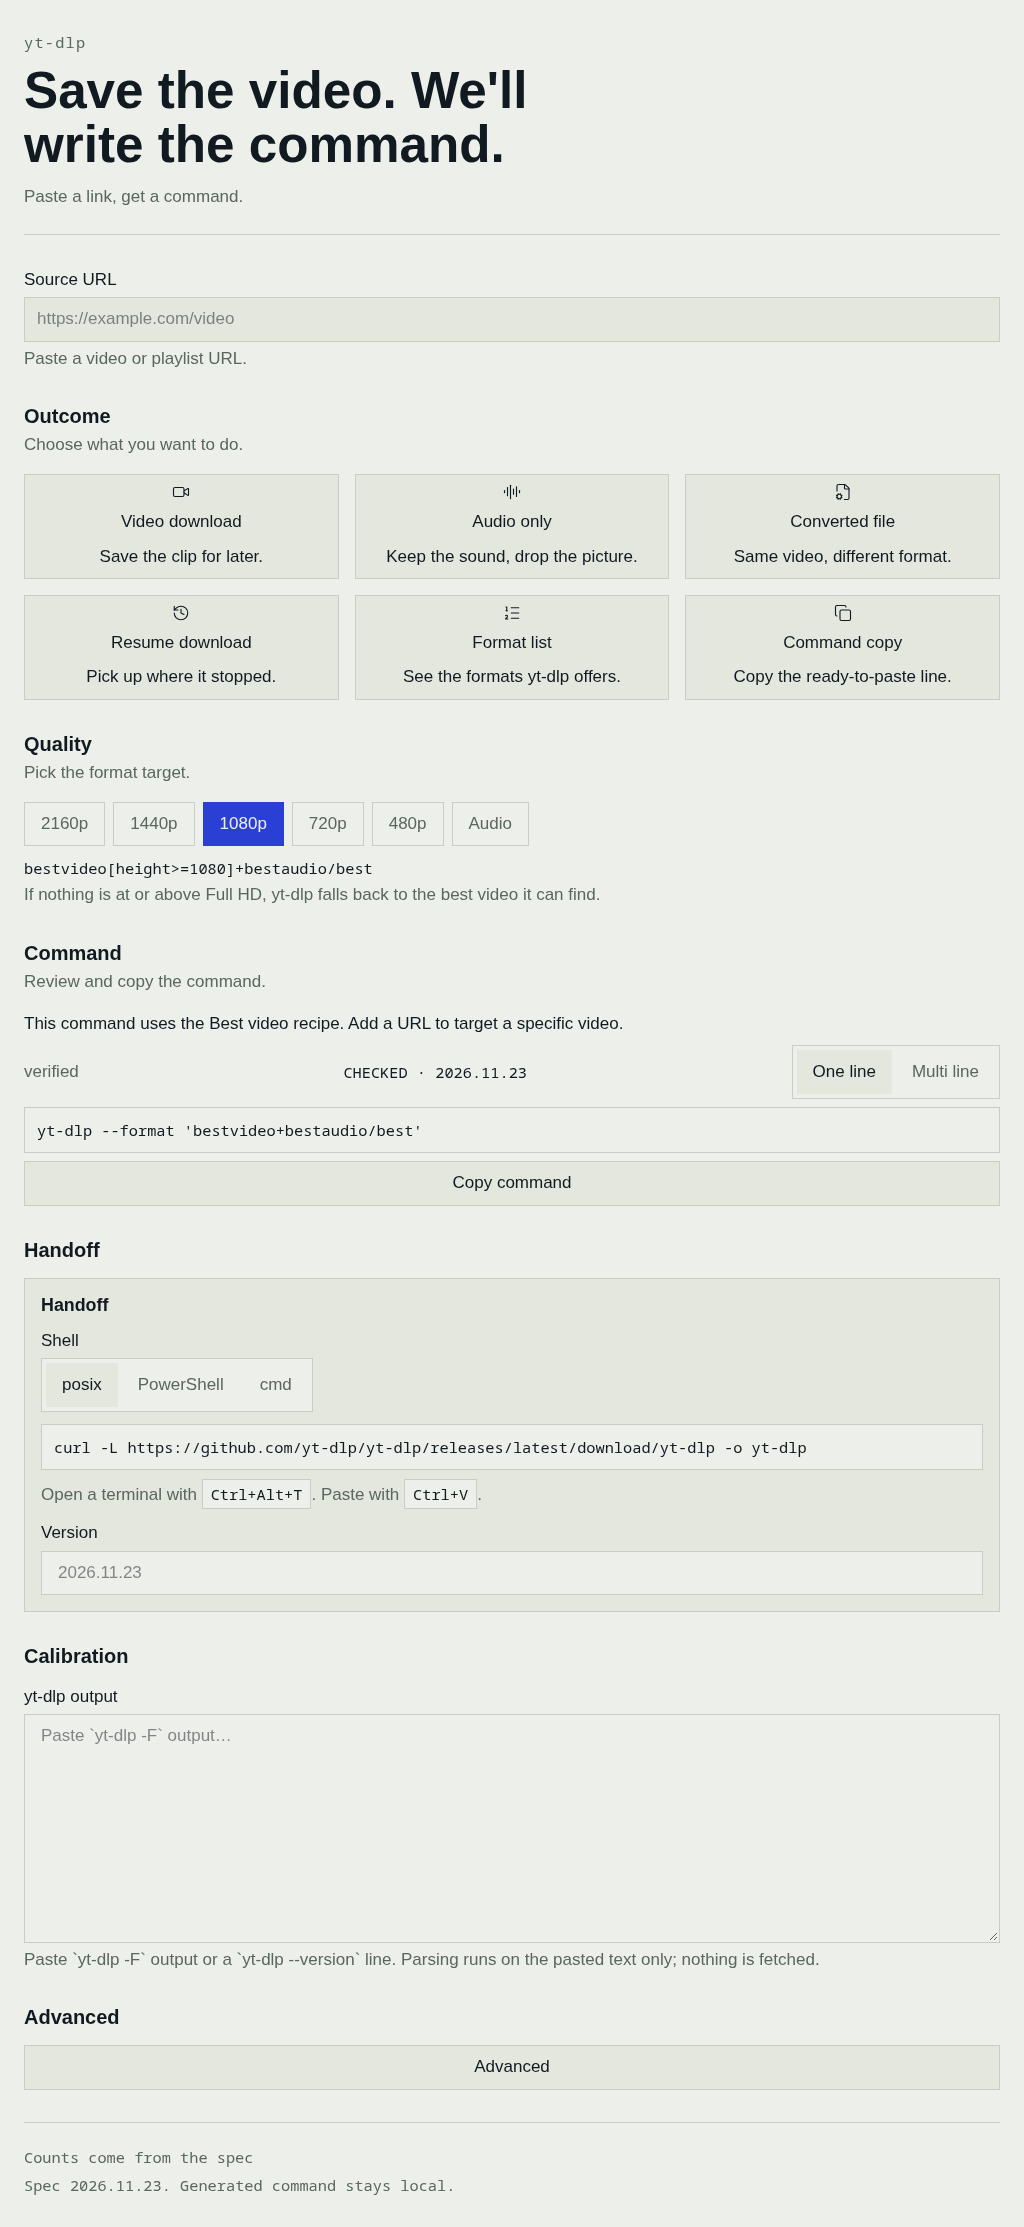 yt-dlp
Save the video. We'll
write the command.
Paste a link, get a command.
Source URL
https://example.com/video
Paste a video or playlist URL.
Outcome
Choose what you want to do.
Video download
Save the clip for later.
Audio only
Keep the sound, drop the picture.
Converted file
Same video, different format.
Resume download
Pick up where it stopped.
Format list
See the formats yt-dlp offers.
Command copy
Copy the ready-to-paste line.
Quality
Pick the format target.
2160p 1440p 1080p 720p 480p Audio
bestvideo[height>=1080]+bestaudio/best
If nothing is at or above Full HD, yt-dlp falls back to the best video it can find.
Command
Review and copy the command.
This command uses the Best video recipe. Add a URL to target a specific video.
verified CHECKED · 2026.11.23 One line Multi line
yt-dlp --format 'bestvideo+bestaudio/best'
Copy command
Handoff
Handoff
Shell
posix PowerShell cmd
curl -L https://github.com/yt-dlp/yt-dlp/releases/latest/download/yt-dlp -o yt-dlp
Open a terminal with Ctrl+Alt+T. Paste with Ctrl+V.
Version
2026.11.23
Calibration
yt-dlp output
Paste `yt-dlp -F` output…
Paste `yt-dlp -F` output or a `yt-dlp --version` line. Parsing runs on the pasted text only; nothing is fetched.
Advanced
Advanced
Counts come from the spec
Spec 2026.11.23. Generated command stays local.